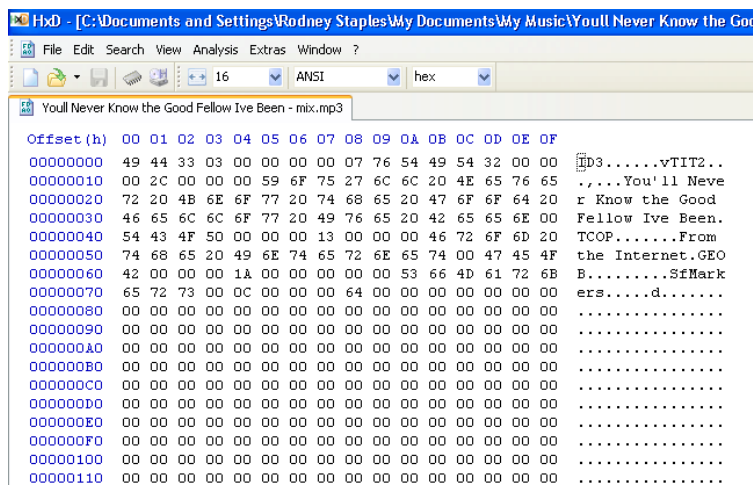 HxD - [C:\Documents and Settings\Rodney Staples\My Documents\My Music\Youll Never Know the Goo
File Edit Search View Analysis Extras Window ?
16 ANSI hex
Youll Never Know the Good Fellow Ive Been - mix.mp3
Offset(h) 00 01 02 03 04 05 06 07 08 09 0A 0B 0C 0D 0E 0F
00000000 49 44 33 03 00 00 00 00 07 76 54 49 54 32 00 00 ID3......vTIT2..
00000010 00 2C 00 00 00 59 6F 75 27 6C 6C 20 4E 65 76 65 .,...You'll Neve
00000020 72 20 4B 6E 6F 77 20 74 68 65 20 47 6F 6F 64 20 r Know the Good
00000030 46 65 6C 6C 6F 77 20 49 76 65 20 42 65 65 6E 00 Fellow Ive Been.
00000040 54 43 4F 50 00 00 00 13 00 00 00 46 72 6F 6D 20 TCOP.......From
00000050 74 68 65 20 49 6E 74 65 72 6E 65 74 00 47 45 4F the Internet.GEO
00000060 42 00 00 00 1A 00 00 00 00 00 53 66 4D 61 72 6B B.........SfMark
00000070 65 72 73 00 0C 00 00 00 64 00 00 00 00 00 00 00 ers.....d.......
00000080 00 00 00 00 00 00 00 00 00 00 00 00 00 00 00 00 ................
00000090 00 00 00 00 00 00 00 00 00 00 00 00 00 00 00 00 ................
000000A0 00 00 00 00 00 00 00 00 00 00 00 00 00 00 00 00 ................
000000B0 00 00 00 00 00 00 00 00 00 00 00 00 00 00 00 00 ................
000000C0 00 00 00 00 00 00 00 00 00 00 00 00 00 00 00 00 ................
000000D0 00 00 00 00 00 00 00 00 00 00 00 00 00 00 00 00 ................
000000E0 00 00 00 00 00 00 00 00 00 00 00 00 00 00 00 00 ................
000000F0 00 00 00 00 00 00 00 00 00 00 00 00 00 00 00 00 ................
00000100 00 00 00 00 00 00 00 00 00 00 00 00 00 00 00 00 ................
00000110 00 00 00 00 00 00 00 00 00 00 00 00 00 00 00 00 ................